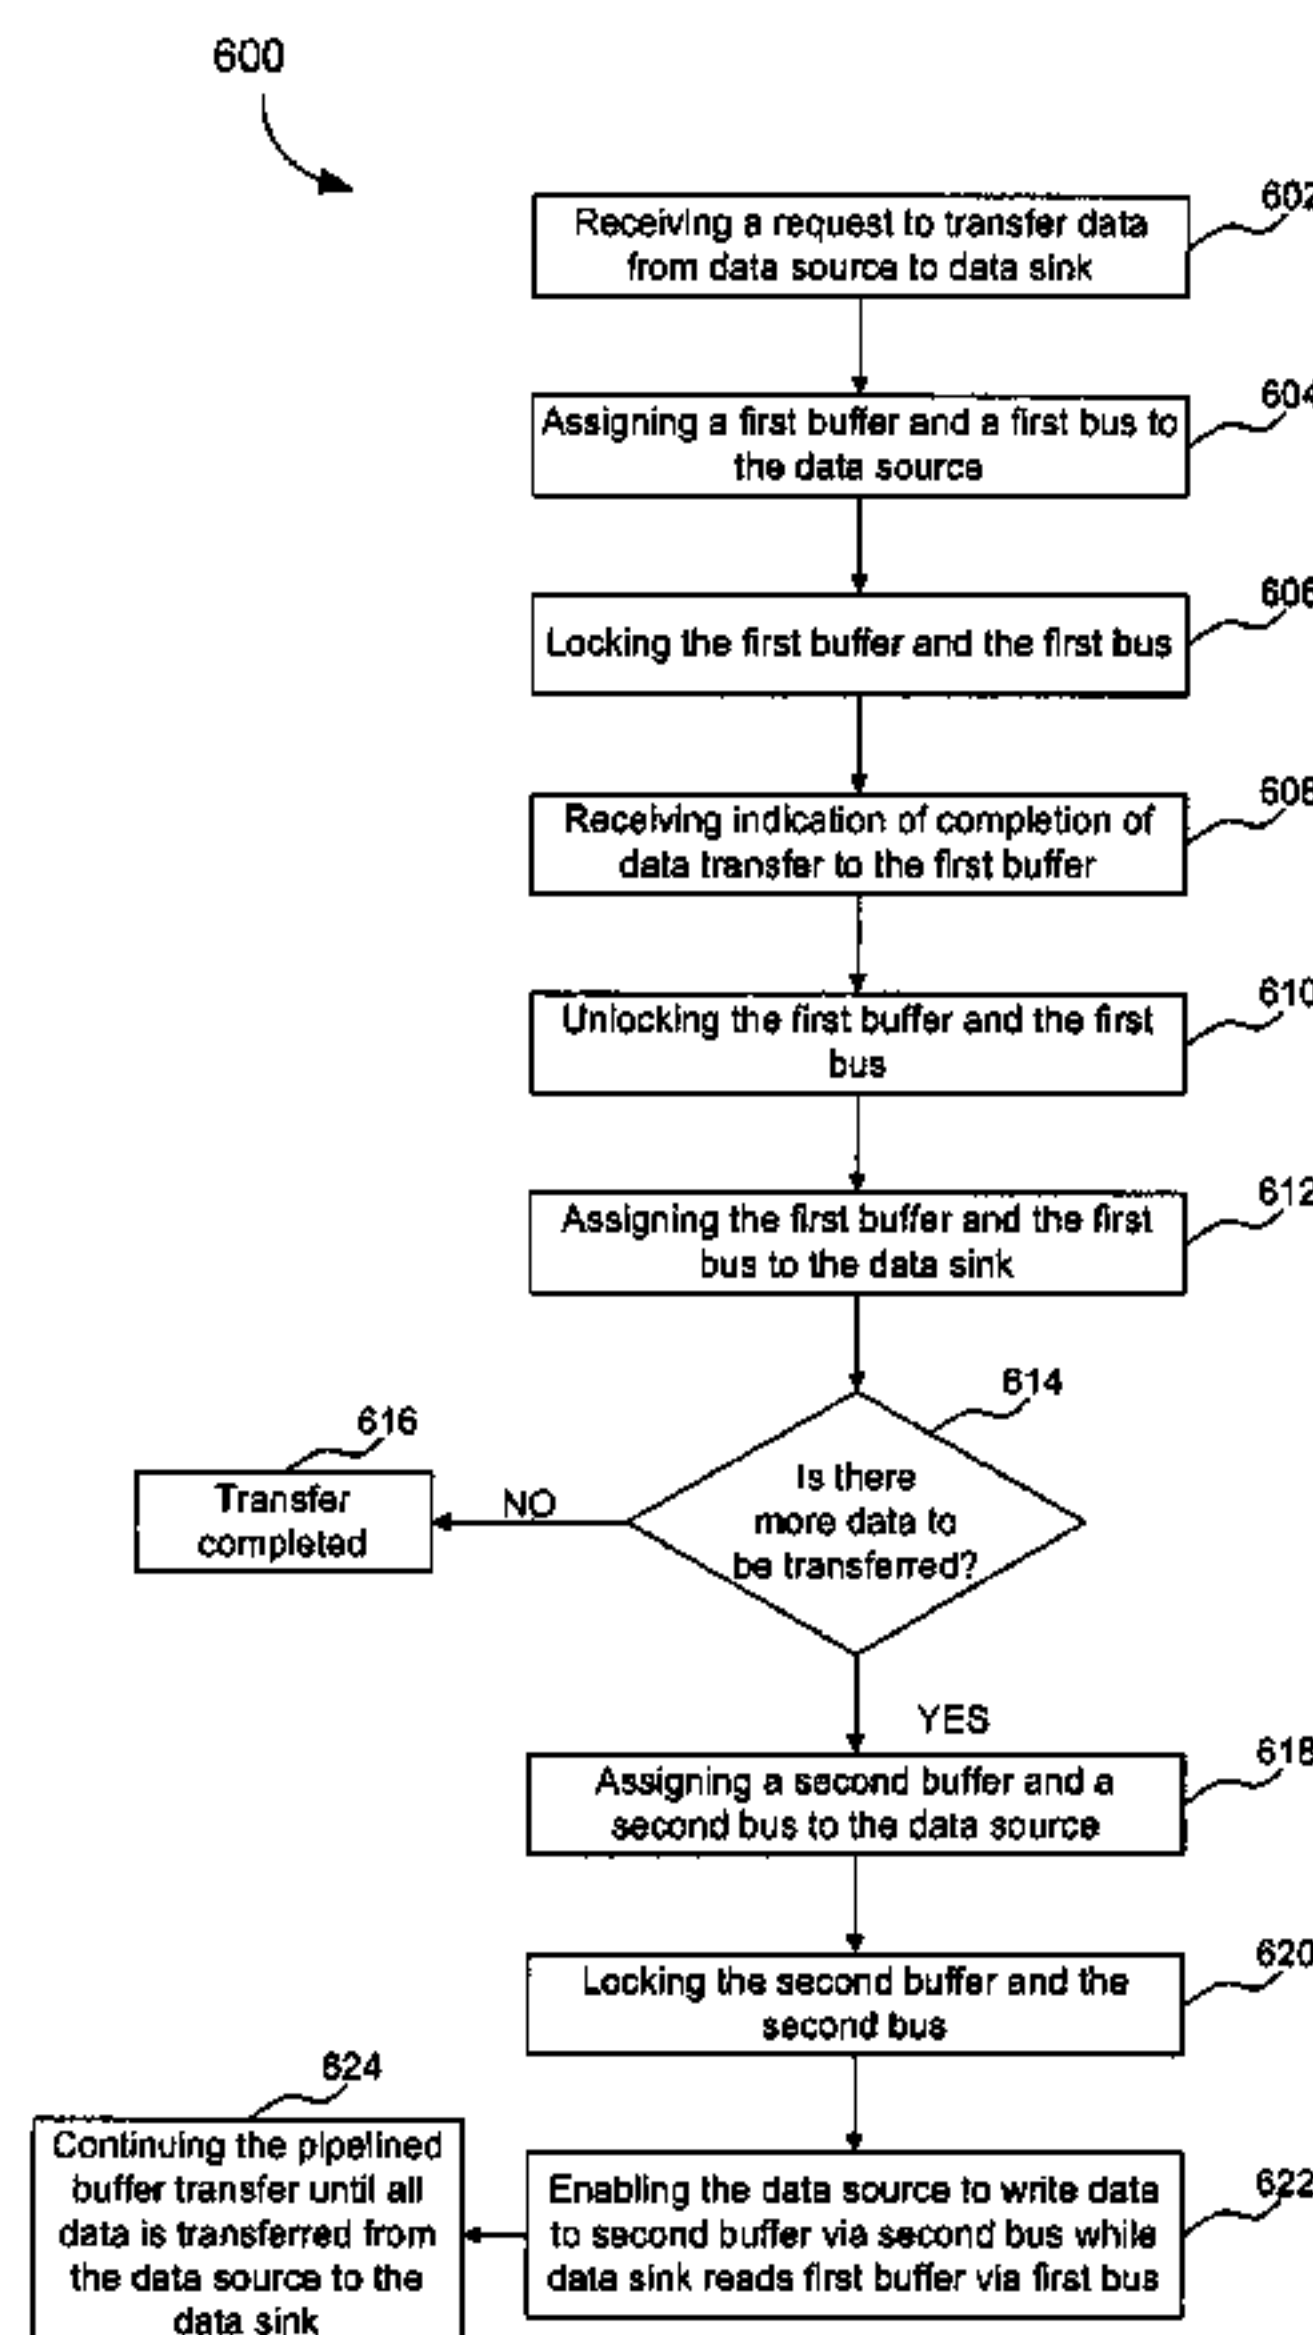 600
602
Receiving a request to transfer data
from data source to data sink
604
Assigning a first buffer and a first bus to
the data source
606
Locking the first buffer and the first bus
608
Receiving indication of completion of
data transfer to the first buffer
610
Unlocking the first buffer and the first
bus
612
Assigning the first buffer and the first
bus to the data sink
614
Is there
more data to
be transferred?
616
Transfer
completed
NO
YES
618
Assigning a second buffer and a
second bus to the data source
620
Locking the second buffer and the
second bus
622
Enabling the data source to write data
to second buffer via second bus while
data sink reads first buffer via first bus
624
Continuing the pipelined
buffer transfer until all
data is transferred from
the data source to the
data sink